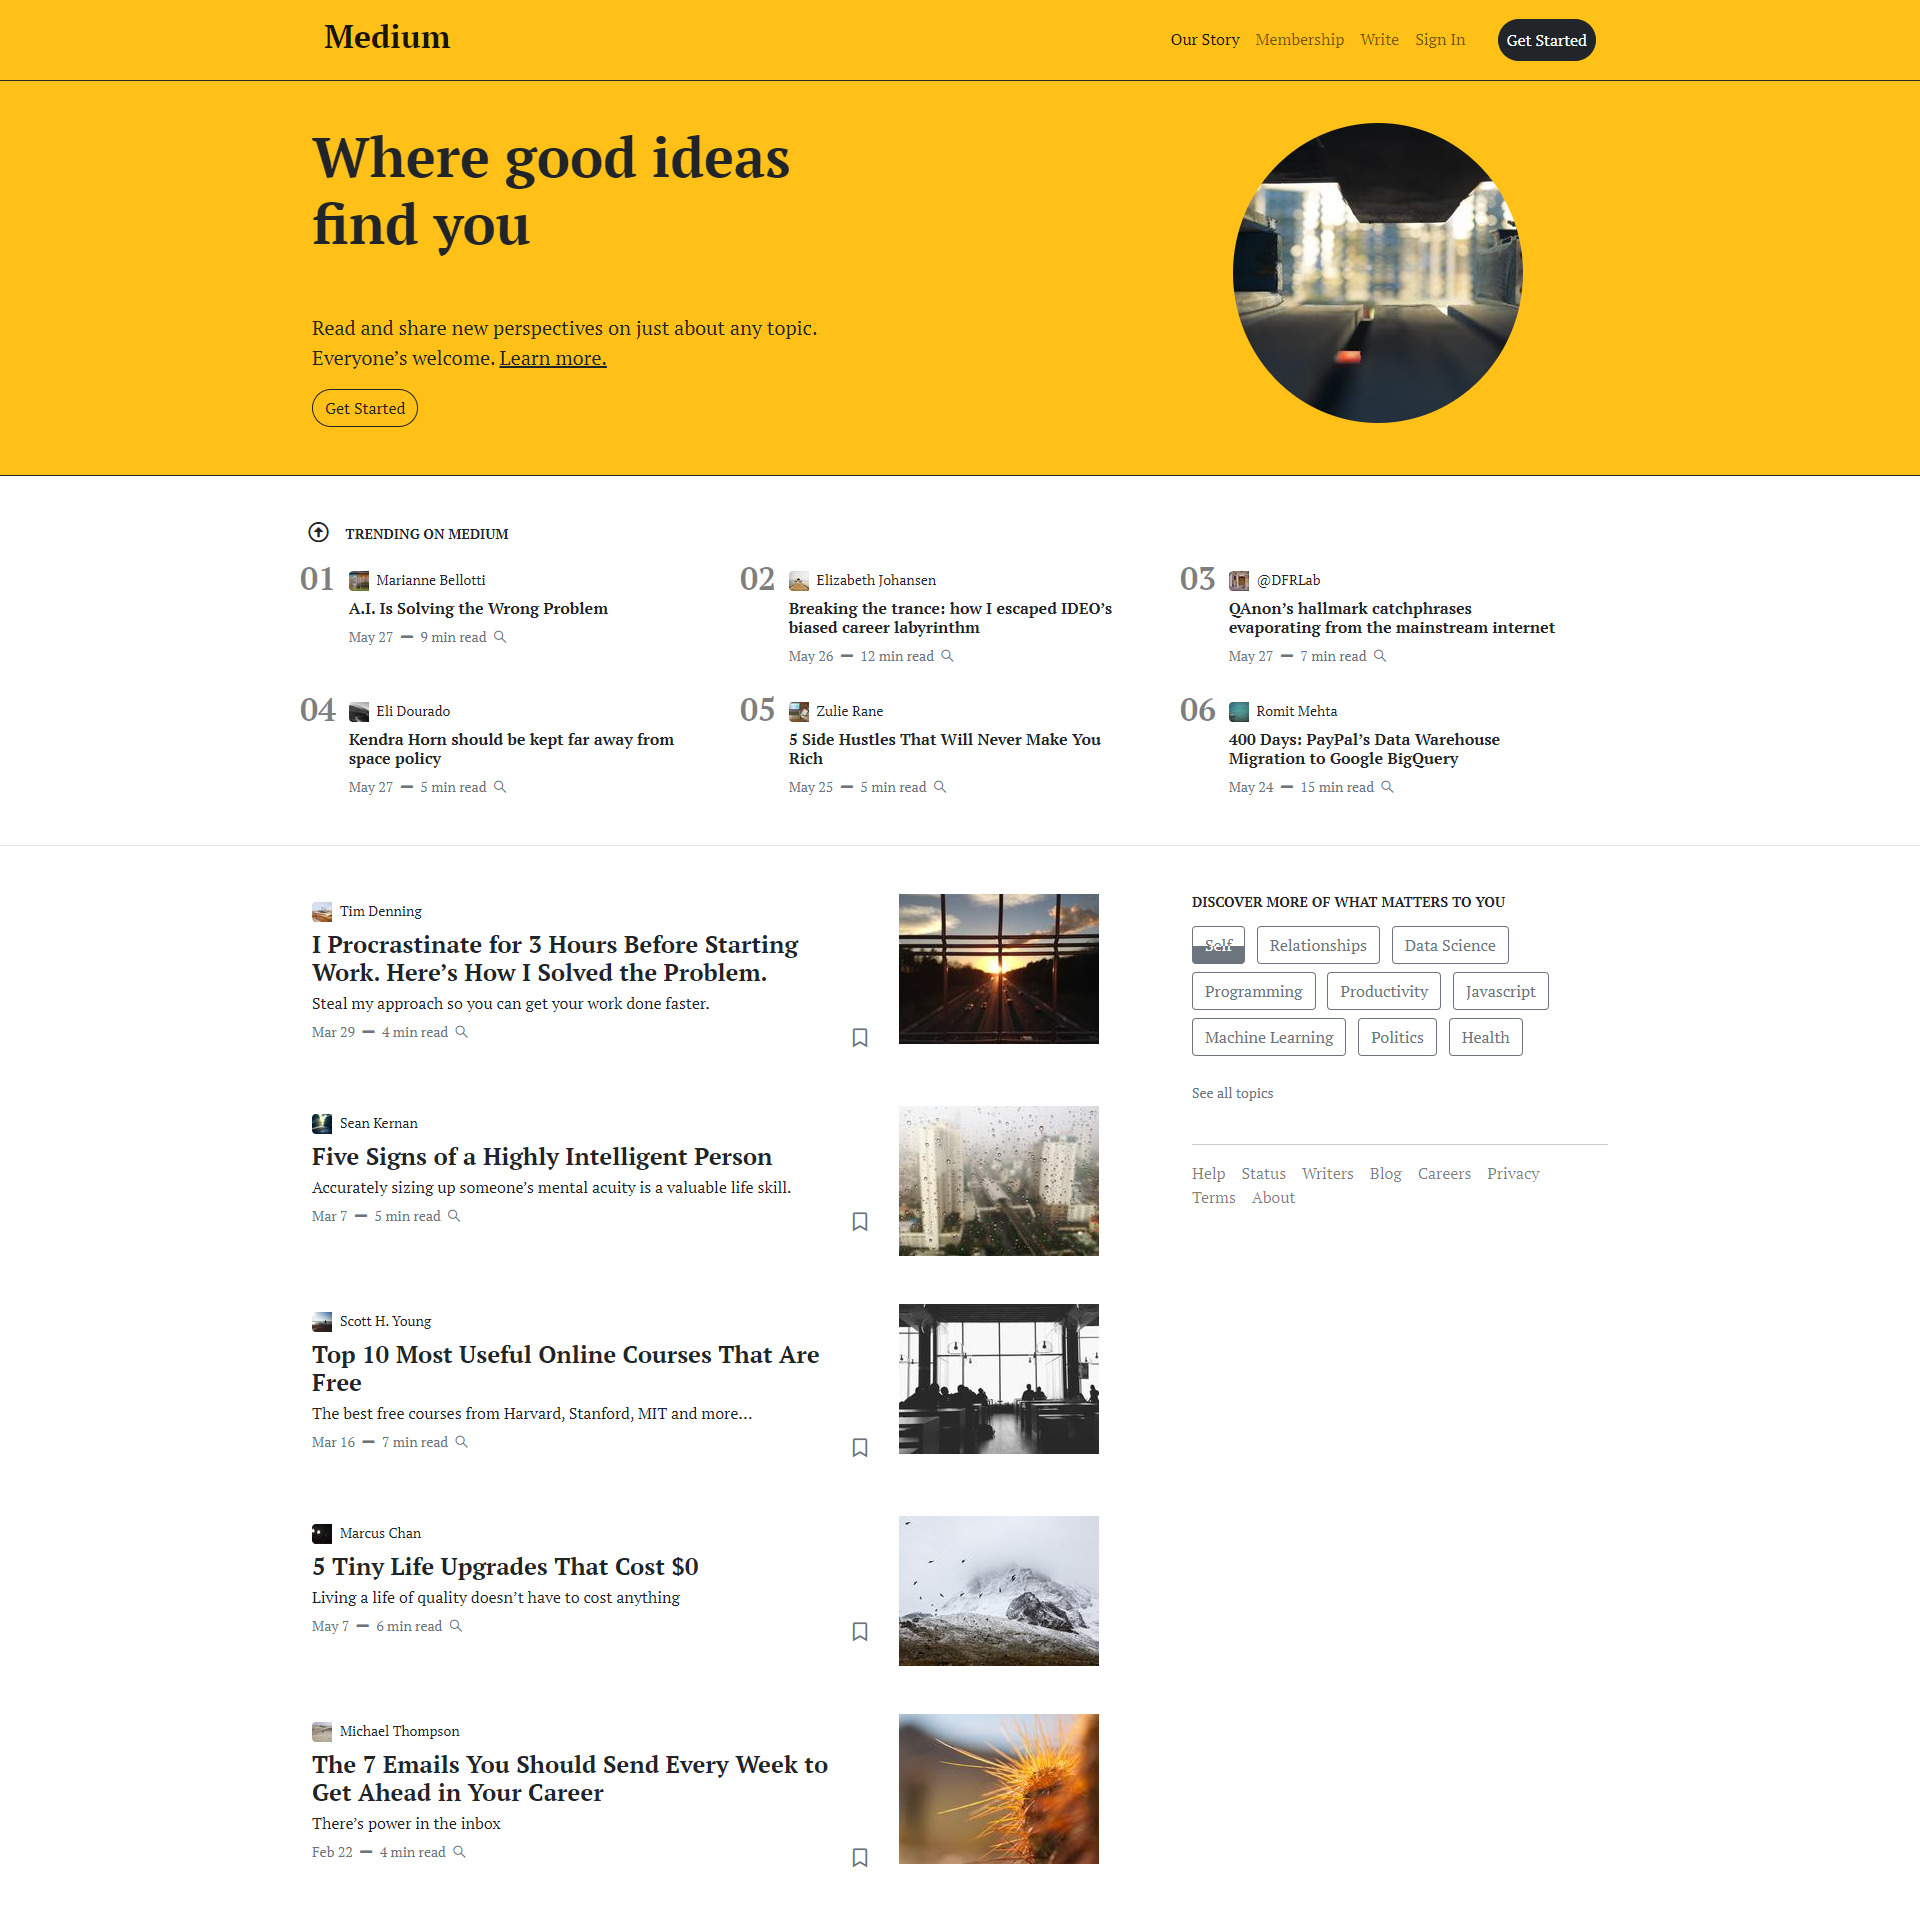 Medium
Our Story Membership Write Sign In Get Started
Where good ideas
find you
Read and share new perspectives on just about any topic.
Everyone’s welcome. Learn more.
Get Started
TRENDING ON MEDIUM
01 Marianne Bellotti
A.I. Is Solving the Wrong Problem
May 27 — 9 min read
02 Elizabeth Johansen
Breaking the trance: how I escaped IDEO’s
biased career labyrinthm
May 26 — 12 min read
03 @DFRLab
QAnon’s hallmark catchphrases
evaporating from the mainstream internet
May 27 — 7 min read
04 Eli Dourado
Kendra Horn should be kept far away from
space policy
May 27 — 5 min read
05 Zulie Rane
5 Side Hustles That Will Never Make You
Rich
May 25 — 5 min read
06 Romit Mehta
400 Days: PayPal’s Data Warehouse
Migration to Google BigQuery
May 24 — 15 min read
Tim Denning
I Procrastinate for 3 Hours Before Starting
Work. Here’s How I Solved the Problem.
Steal my approach so you can get your work done faster.
Mar 29 — 4 min read
Sean Kernan
Five Signs of a Highly Intelligent Person
Accurately sizing up someone’s mental acuity is a valuable life skill.
Mar 7 — 5 min read
Scott H. Young
Top 10 Most Useful Online Courses That Are
Free
The best free courses from Harvard, Stanford, MIT and more…
Mar 16 — 7 min read
Marcus Chan
5 Tiny Life Upgrades That Cost $0
Living a life of quality doesn’t have to cost anything
May 7 — 6 min read
Michael Thompson
The 7 Emails You Should Send Every Week to
Get Ahead in Your Career
There’s power in the inbox
Feb 22 — 4 min read
DISCOVER MORE OF WHAT MATTERS TO YOU
Self Relationships Data Science
Programming Productivity Javascript
Machine Learning Politics Health
See all topics
Help Status Writers Blog Careers Privacy
Terms About